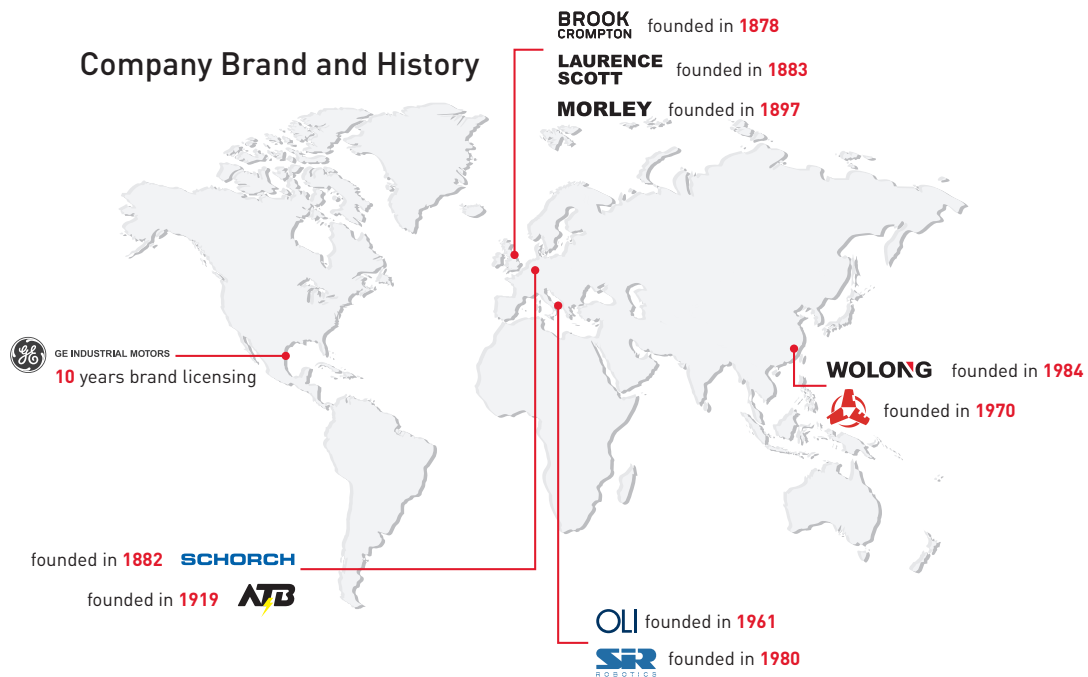 Company Brand and History
BROOK
CROMPTON
founded in 1878
LAURENCE
SCOTT
founded in 1883
MORLEY founded in 1897
GE INDUSTRIAL MOTORS
10 years brand licensing
WOLONG founded in 1984
founded in 1970
founded in 1882 SCHORCH
founded in 1919 ATB
OLI founded in 1961
SIR
ROBOTICS
founded in 1980